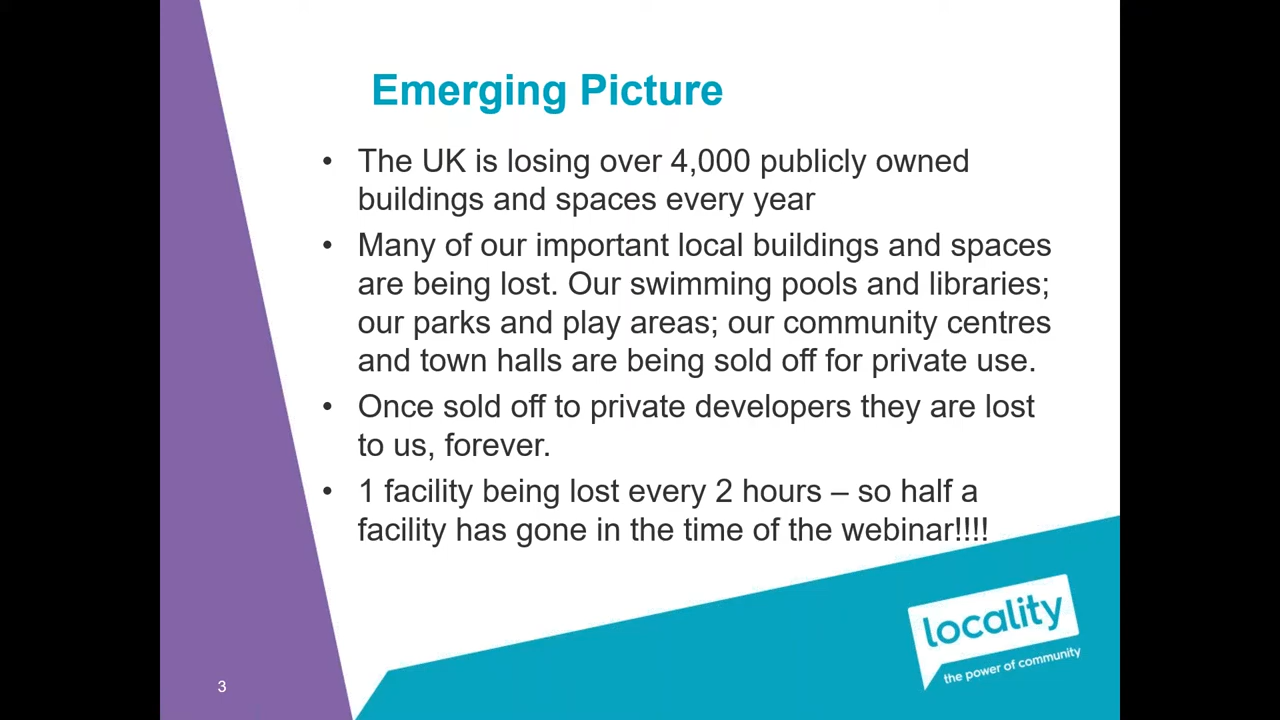 Emerging Picture
• The UK is losing over 4,000 publicly owned
buildings and spaces every year
• Many of our important local buildings and spaces
are being lost. Our swimming pools and libraries;
our parks and play areas; our community centres
and town halls are being sold off for private use.
• Once sold off to private developers they are lost
to us, forever.
• 1 facility being lost every 2 hours – so half a
facility has gone in the time of the webinar!!!!
locality
the power of community
3